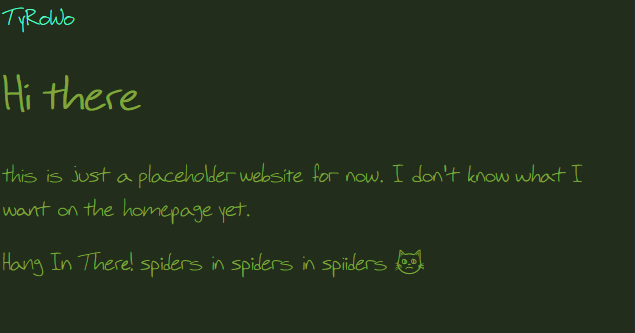 TyRoWo
Hi there
this is just a placeholder website for now. I don't know what I
want on the homepage yet.
Hang In There! spiders in spiders in spiiders 🐱